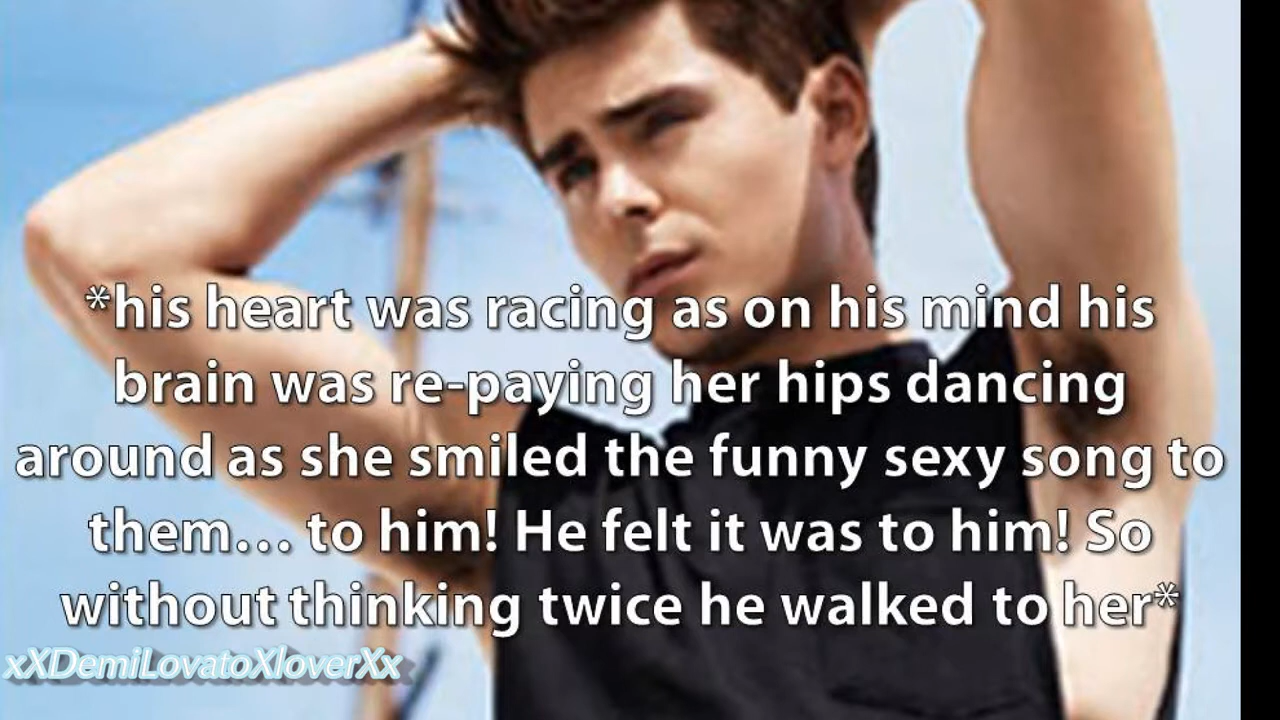 *his heart was racing as on his mind his
brain was re-paying her hips dancing
around as she smiled the funny sexy song to
them... to him! He felt it was to him! So
without thinking twice he walked to her*
xXDemiLovatoXloverXx